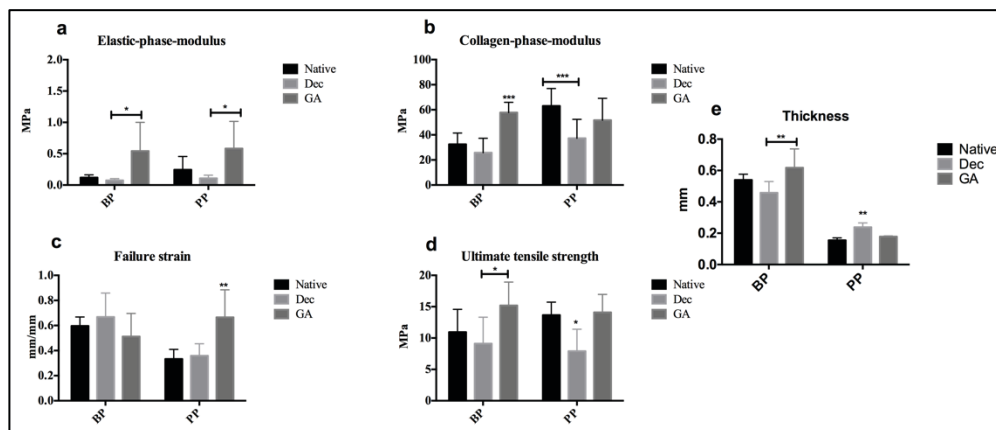 a
Elastic-phase-modulus
2.0
1.5
1.0
0.5
0.0
MPa
*
*
BP
PP
Native
Dec
GA
b
Collagen-phase-modulus
100
80
60
40
20
0
MPa
***
***
BP
PP
Native
Dec
GA
c
Failure strain
1.0
0.8
0.6
0.4
0.2
0.0
mm/mm
**
BP
PP
Native
Dec
GA
d
Ultimate tensile strength
20
15
10
5
0
MPa
*
*
BP
PP
Native
Dec
GA
e
Thickness
0.8
0.6
0.4
0.2
0.0
mm
**
**
BP
PP
Native
Dec
GA